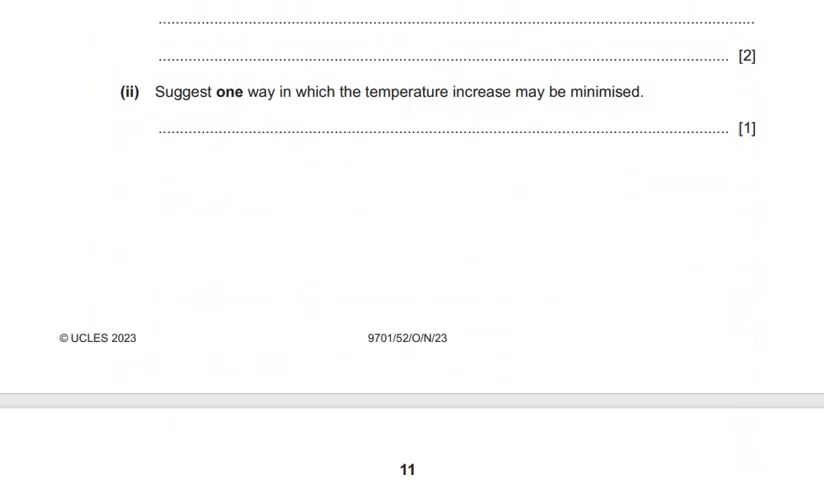 ..........................................................................................................................................
.................................................................................................................................... [2]
(ii) Suggest one way in which the temperature increase may be minimised.
.................................................................................................................................... [1]
© UCLES 2023 9701/52/O/N/23
11